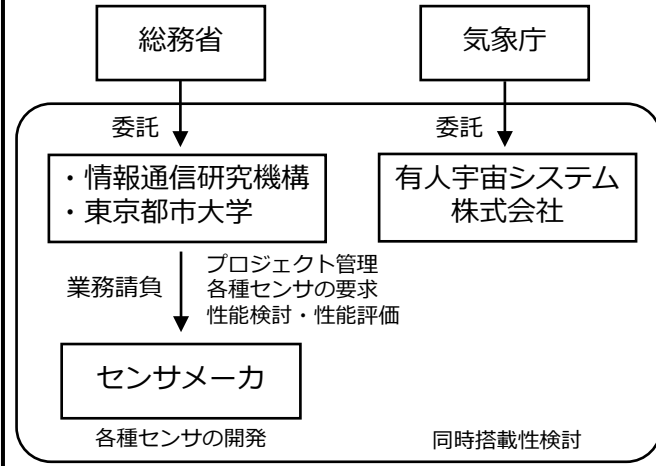 総務省
気象庁
委託
委託
・情報通信研究機構
・東京都市大学
有人宇宙システム
株式会社
業務請負
プロジェクト管理
各種センサの要求
性能検討・性能評価
センサメーカ
各種センサの開発
同時搭載性検討